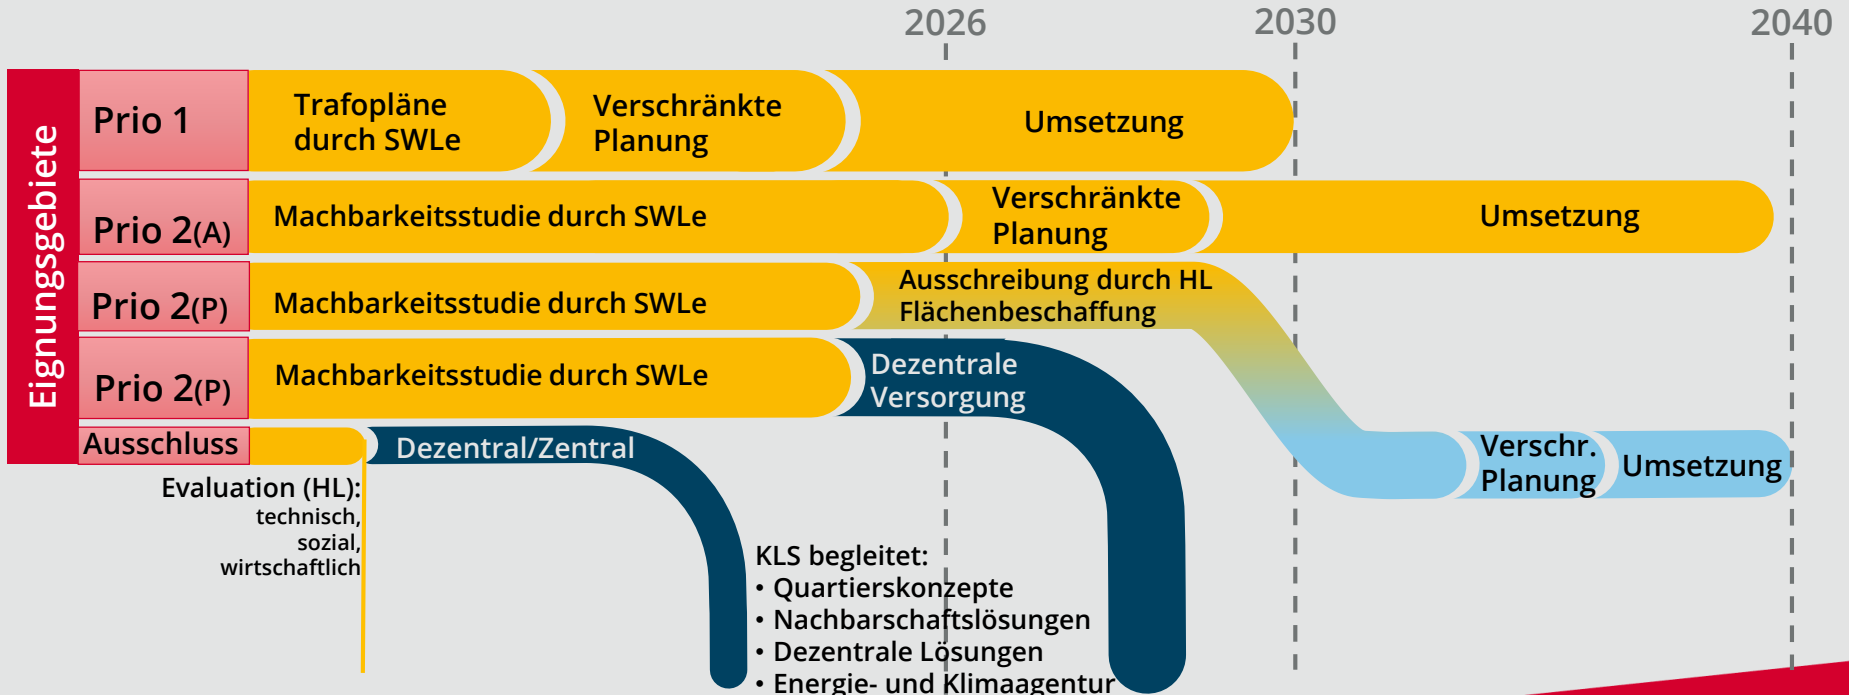 2026
2030
2040
Eignungsgebiete
Prio 1
Trafopläne
durch SWLe
Verschränkte
Planung
Umsetzung
Prio 2(A)
Machbarkeitsstudie durch SWLe
Verschränkte
Planung
Umsetzung
Prio 2(P)
Machbarkeitsstudie durch SWLe
Ausschreibung durch HL
Flächenbeschaffung
Prio 2(P)
Machbarkeitsstudie durch SWLe
Dezentrale
Versorgung
Ausschluss
Dezentral/Zentral
Verschr.
Planung
Umsetzung
Evaluation (HL):
technisch,
sozial,
wirtschaftlich
KLS begleitet:
• Quartierskonzepte
• Nachbarschaftslösungen
• Dezentrale Lösungen
• Energie- und Klimaagentur